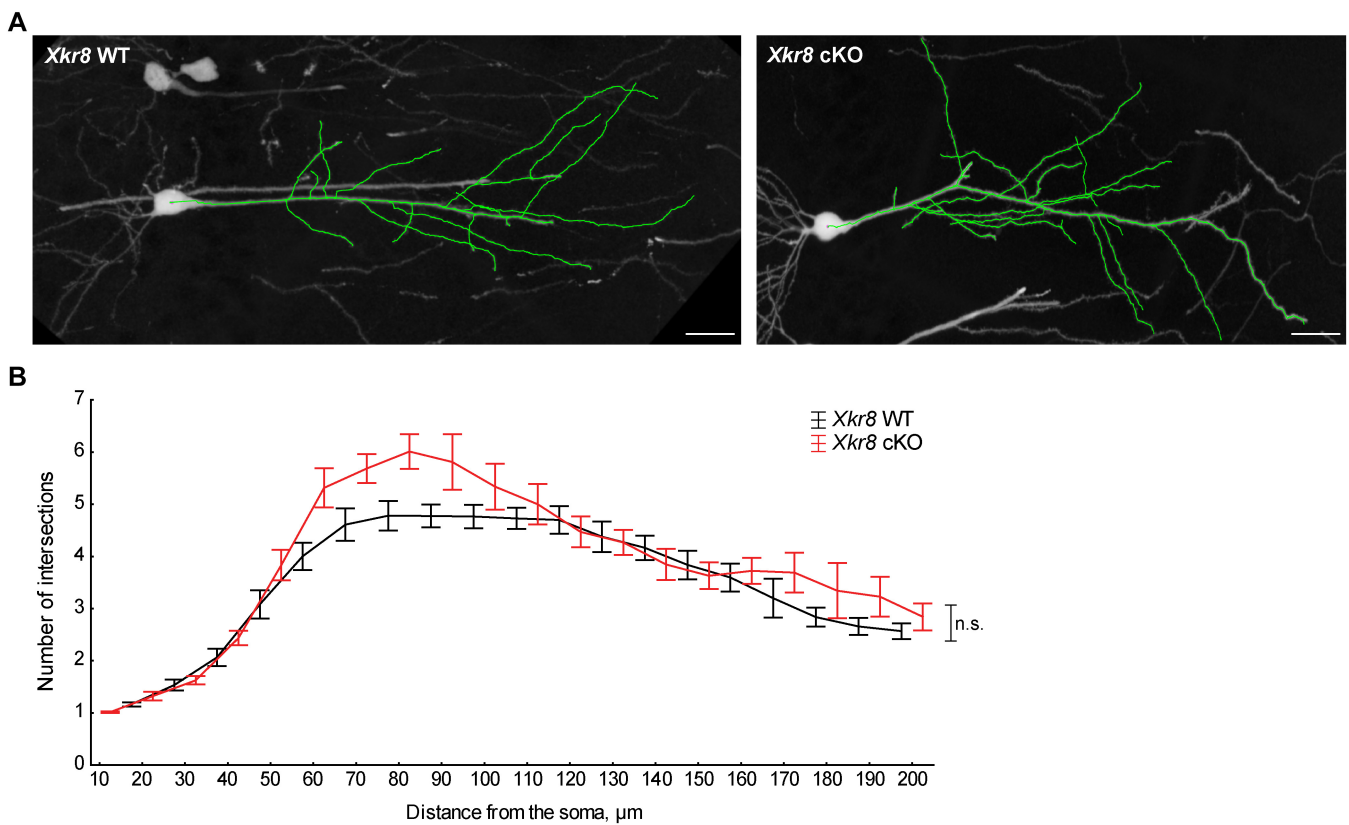 A
Xkr8 WT
Xkr8 cKO
B
Number of intersections
7
6
5
4
3
2
1
0
Xkr8 WT
Xkr8 cKO
n.s.
10 20 30 40 50 60 70 80 90 100 110 120 130 140 150 160 170 180 190 200
Distance from the soma, µm